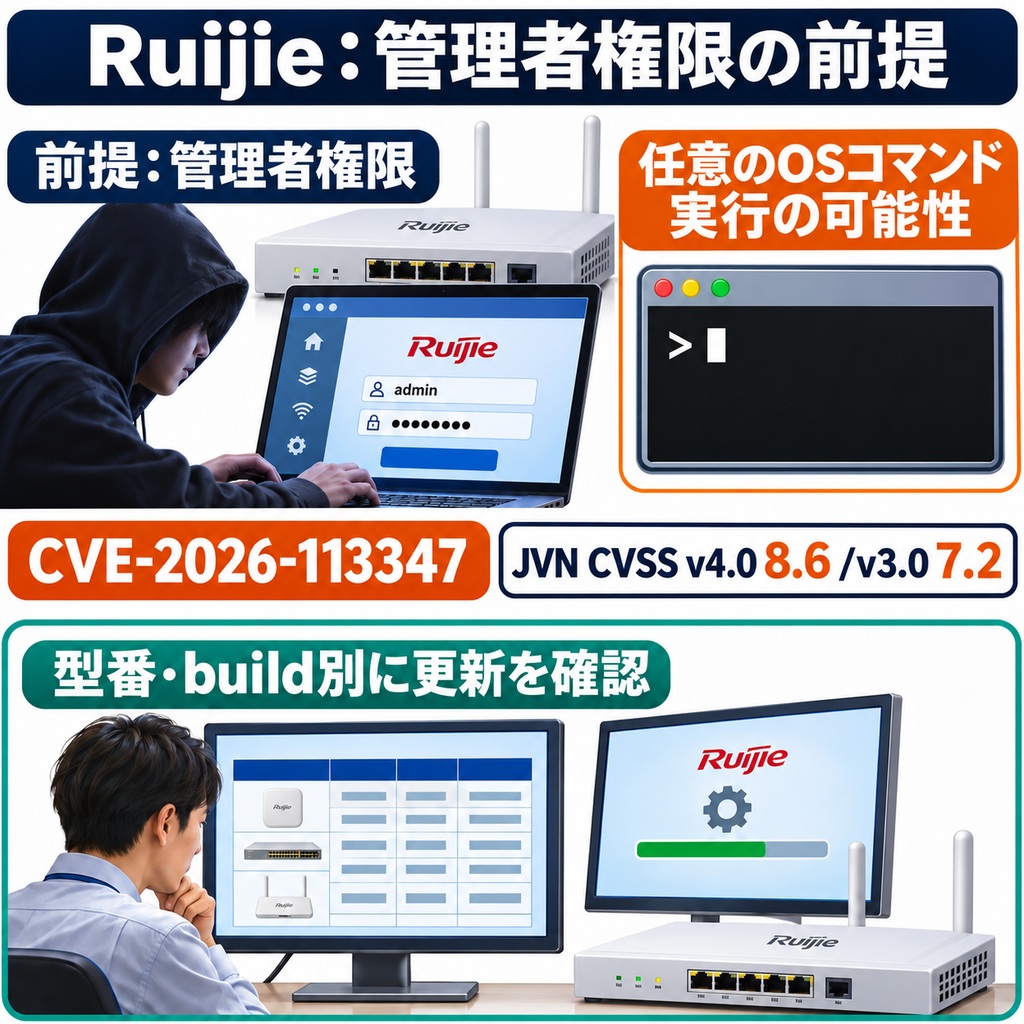 Ruijie：管理者権限の前提
前提：管理者権限
任意のOSコマンド
実行の可能性
Ruijie
Ruijie
admin
>
CVE-2026-113347
JVN CVSS v4.0 8.6 /v3.0 7.2
型番・build別に更新を確認
Ruijie
Ruijie
Ruijie
Ruijie